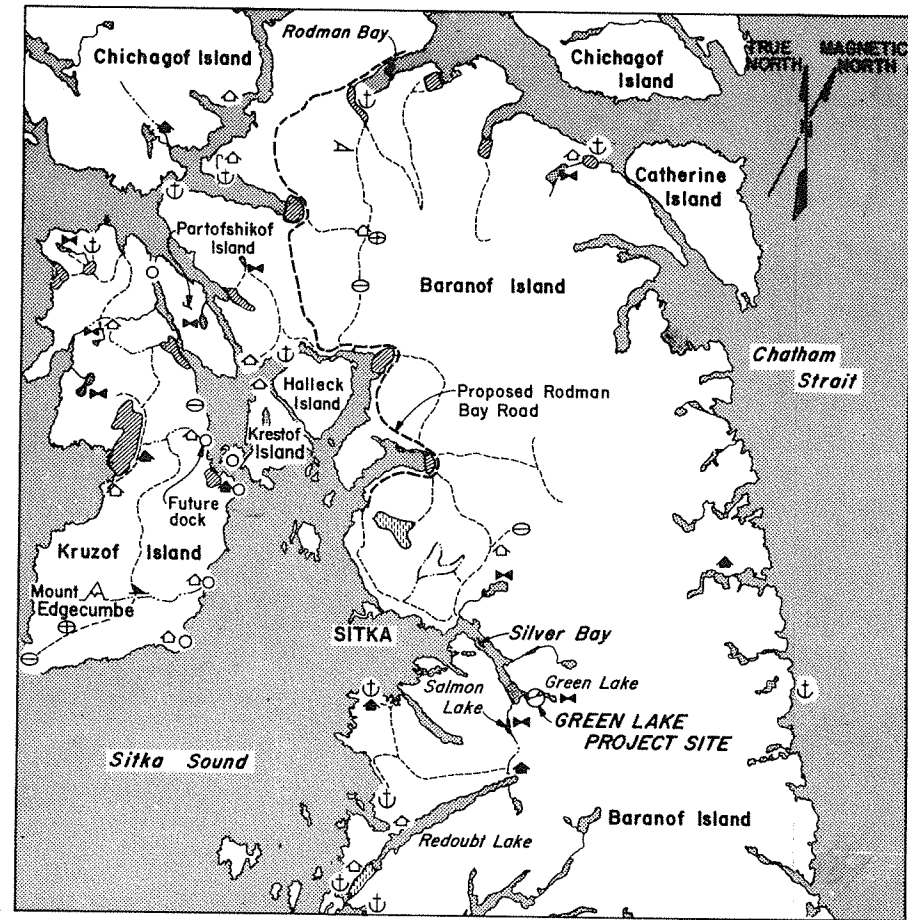 Rodman Bay
Chichagof Island
Chichagof
Island
TRUE
NORTH
MAGNETIC
NORTH
Catherine
Island
Partofshikof
Island
Baranof Island
Chatham
Strait
Halleck
Island
Proposed Rodman
Bay Road
Krestof
Island
Future
dock
Kruzof Island
Mount
Edgecumbe
SITKA
Silver Bay
Salmon
Lake
Green Lake
GREEN LAKE
PROJECT SITE
Sitka Sound
Baranof Island
Redoubt Lake